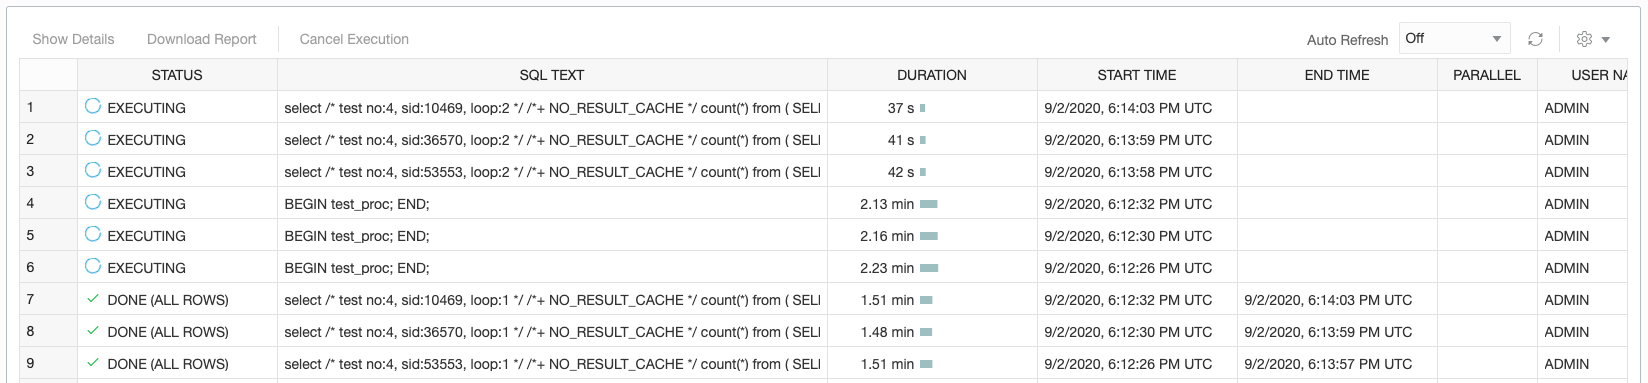 Show Details Download Report Cancel Execution Auto Refresh Off
STATUS SQL TEXT DURATION START TIME END TIME PARALLEL USER NA
1 EXECUTING select /* test no:4, sid:10469, loop:2 */ /*+ NO_RESULT_CACHE */ count(*) from ( SELI 37 s 9/2/2020, 6:14:03 PM UTC ADMIN
2 EXECUTING select /* test no:4, sid:36570, loop:2 */ /*+ NO_RESULT_CACHE */ count(*) from ( SELI 41 s 9/2/2020, 6:13:59 PM UTC ADMIN
3 EXECUTING select /* test no:4, sid:53553, loop:2 */ /*+ NO_RESULT_CACHE */ count(*) from ( SELI 42 s 9/2/2020, 6:13:58 PM UTC ADMIN
4 EXECUTING BEGIN test_proc; END; 2.13 min 9/2/2020, 6:12:32 PM UTC ADMIN
5 EXECUTING BEGIN test_proc; END; 2.16 min 9/2/2020, 6:12:30 PM UTC ADMIN
6 EXECUTING BEGIN test_proc; END; 2.23 min 9/2/2020, 6:12:26 PM UTC ADMIN
7 DONE (ALL ROWS) select /* test no:4, sid:10469, loop:1 */ /*+ NO_RESULT_CACHE */ count(*) from ( SELI 1.51 min 9/2/2020, 6:12:32 PM UTC 9/2/2020, 6:14:03 PM UTC ADMIN
8 DONE (ALL ROWS) select /* test no:4, sid:36570, loop:1 */ /*+ NO_RESULT_CACHE */ count(*) from ( SELI 1.48 min 9/2/2020, 6:12:30 PM UTC 9/2/2020, 6:13:59 PM UTC ADMIN
9 DONE (ALL ROWS) select /* test no:4, sid:53553, loop:1 */ /*+ NO_RESULT_CACHE */ count(*) from ( SELI 1.51 min 9/2/2020, 6:12:26 PM UTC 9/2/2020, 6:13:57 PM UTC ADMIN